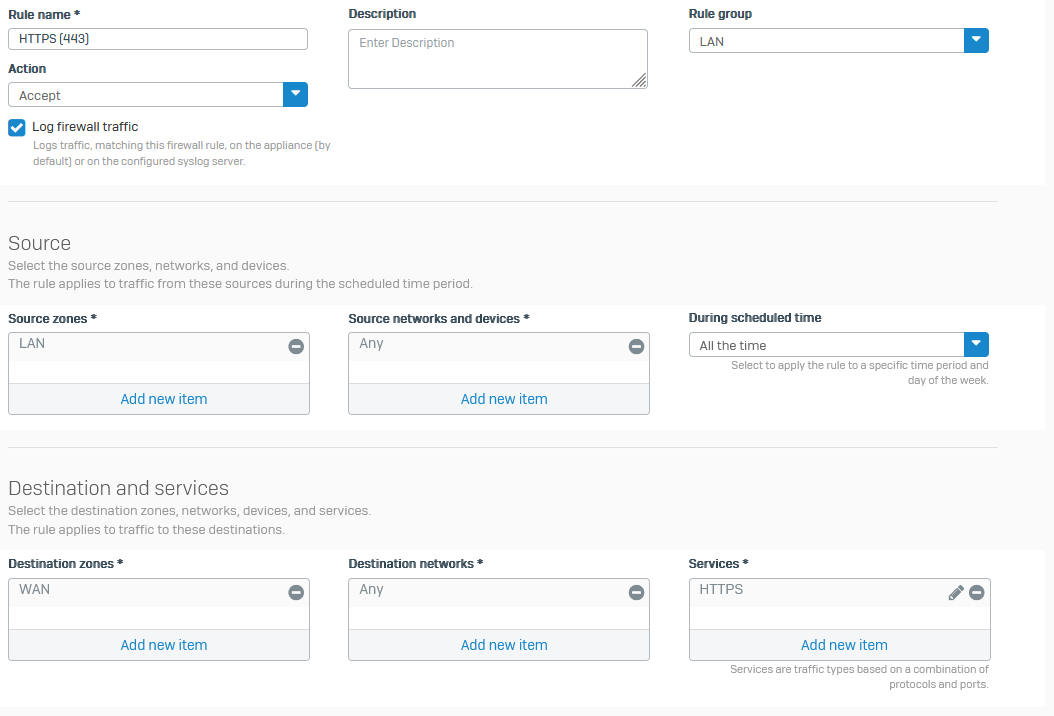 Rule name *
Description
Rule group
HTTPS (443)
Enter Description
LAN
Action
Accept
Log firewall traffic
Logs traffic, matching this firewall rule, on the appliance (by
default) or on the configured syslog server.
Source
Select the source zones, networks, and devices.
The rule applies to traffic from these sources during the scheduled time period.
Source zones *
Source networks and devices *
During scheduled time
LAN
Any
All the time
Select to apply the rule to a specific time period and
day of the week.
Add new item
Add new item
Destination and services
Select the destination zones, networks, devices, and services.
The rule applies to traffic to these destinations.
Destination zones *
Destination networks *
Services *
WAN
Any
HTTPS
Add new item
Add new item
Add new item
Services are traffic types based on a combination of
protocols and ports.